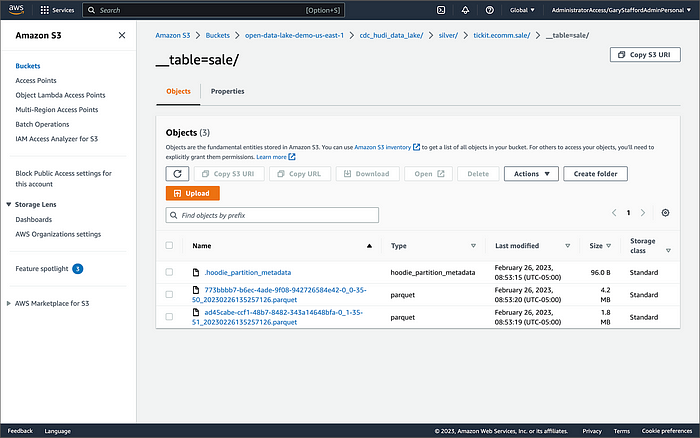 aws
Services
Search
[Option+S]
Global
AdministratorAccess/GaryStaffordAdminPersonal
Amazon S3
Buckets
Access Points
Object Lambda Access Points
Multi-Region Access Points
Batch Operations
IAM Access Analyzer for S3
Block Public Access settings for
this account
Storage Lens
Dashboards
AWS Organizations settings
Feature spotlight
3
AWS Marketplace for S3
Amazon S3 > Buckets > open-data-lake-demo-us-east-1 > cdc_hudi_data_lake/ > silver/ > tickit.ecomm.sale/ > __table=sale/
__table=sale/
Copy S3 URI
Objects
Properties
Objects (3)
Objects are the fundamental entities stored in Amazon S3. You can use Amazon S3 inventory to get a list of all objects in your bucket. For others to access your objects, you'll need to
explicitly grant them permissions. Learn more
Copy S3 URI
Copy URL
Download
Open
Delete
Actions
Create folder
Upload
Find objects by prefix
1
Name
Type
Last modified
Size
Storage
class
.hoodie_partition_metadata
hoodie_partition_metadata
February 26, 2023,
08:53:15 (UTC-05:00)
96.0 B
Standard
773bbbb7-b6ec-4ade-9f08-942726584e42-0_0-35-
50_20230226135257126.parquet
parquet
February 26, 2023,
08:53:20 (UTC-05:00)
4.2
MB
Standard
ad45cabe-ccf1-48b7-8482-343a14648bfa-0_1-35-
51_20230226135257126.parquet
parquet
February 26, 2023,
08:53:19 (UTC-05:00)
1.8
MB
Standard
Feedback
Language
© 2023, Amazon Web Services, Inc. or its affiliates.
Privacy
Terms
Cookie preferences